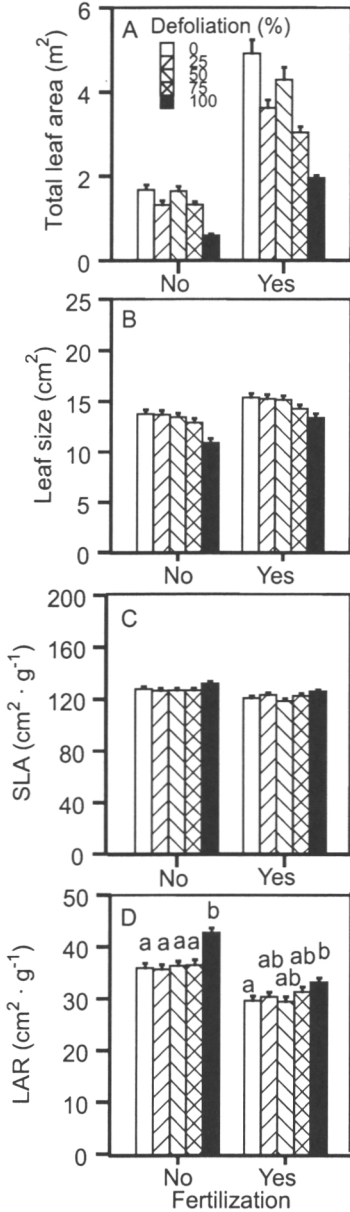 A
Defoliation (%)
0
25
50
75
100
Total leaf area (m²)
6
4
2
0
No Yes
B
Leaf size (cm²)
25
20
15
10
5
0
No Yes
C
SLA (cm² · g⁻¹)
200
160
120
80
40
0
No Yes
D
LAR (cm² · g⁻¹)
50
40
30
20
10
0
a a a a b
a ab ab ab b
No Yes
Fertilization